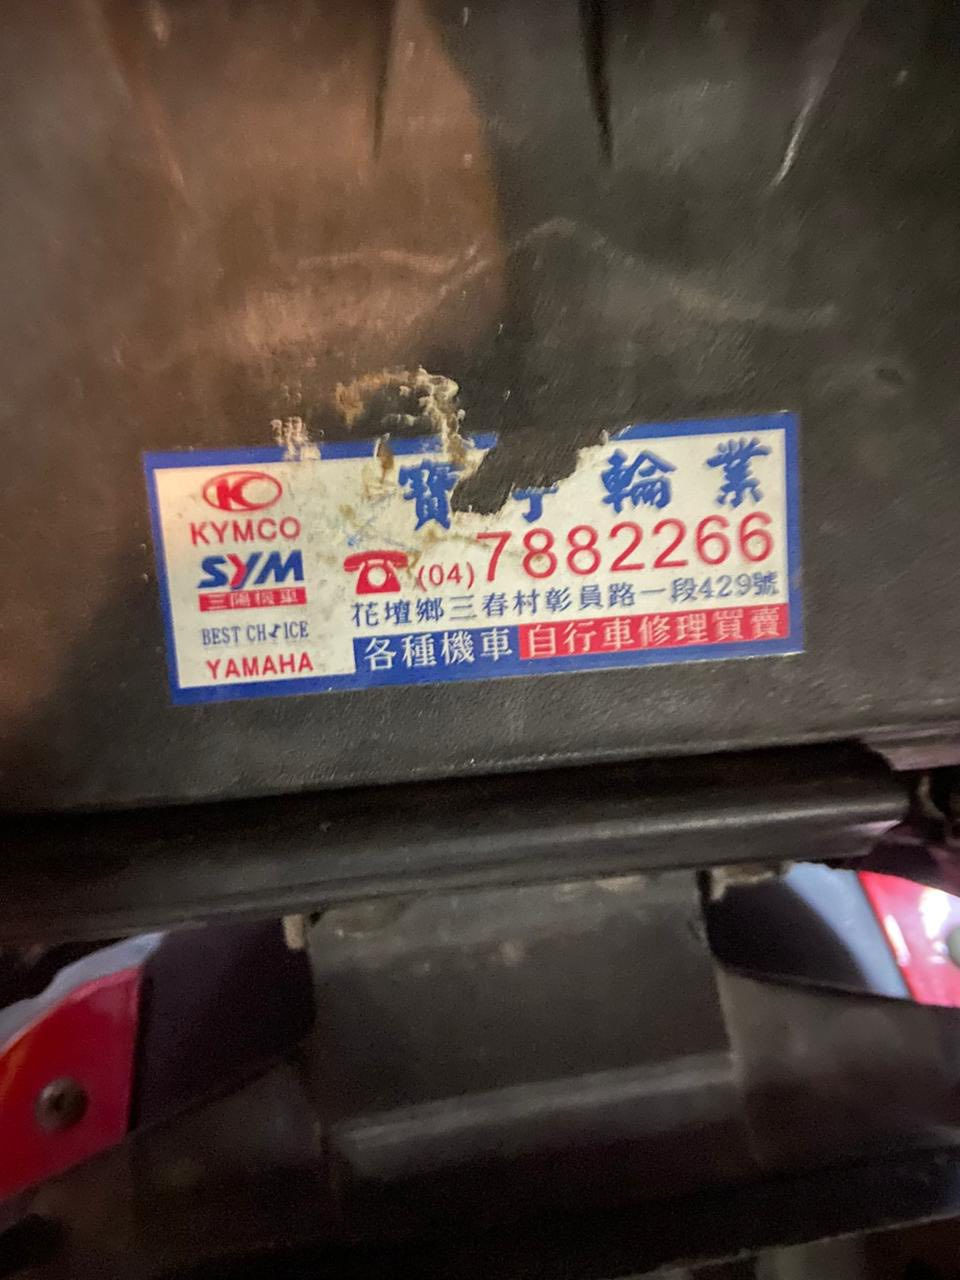 KYMCO
SYM
三陽機車
BEST CHOICE
YAMAHA
寶 輪業
(04)7882266
花壇鄉三春村彰員路一段429號
各種機車 自行車修理買賣